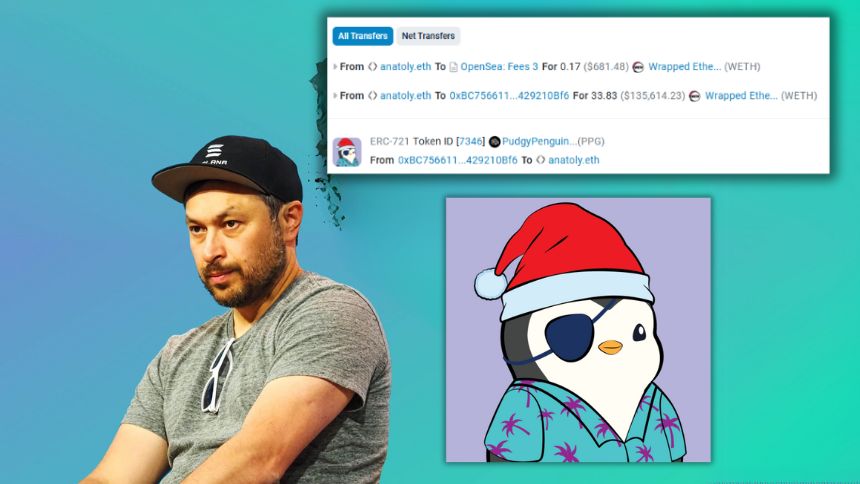 All Transfers Net Transfers
From anatoly.eth To OpenSea: Fees 3 For 0.17 ($681.48) Wrapped Ethe... (WETH)
From anatoly.eth To 0xBC756611...429210Bf6 For 33.83 ($135,614.23) Wrapped Ethe... (WETH)
ERC-721 Token ID [7346] PudgyPenguin...(PPG)
From 0xBC756611...429210Bf6 To anatoly.eth